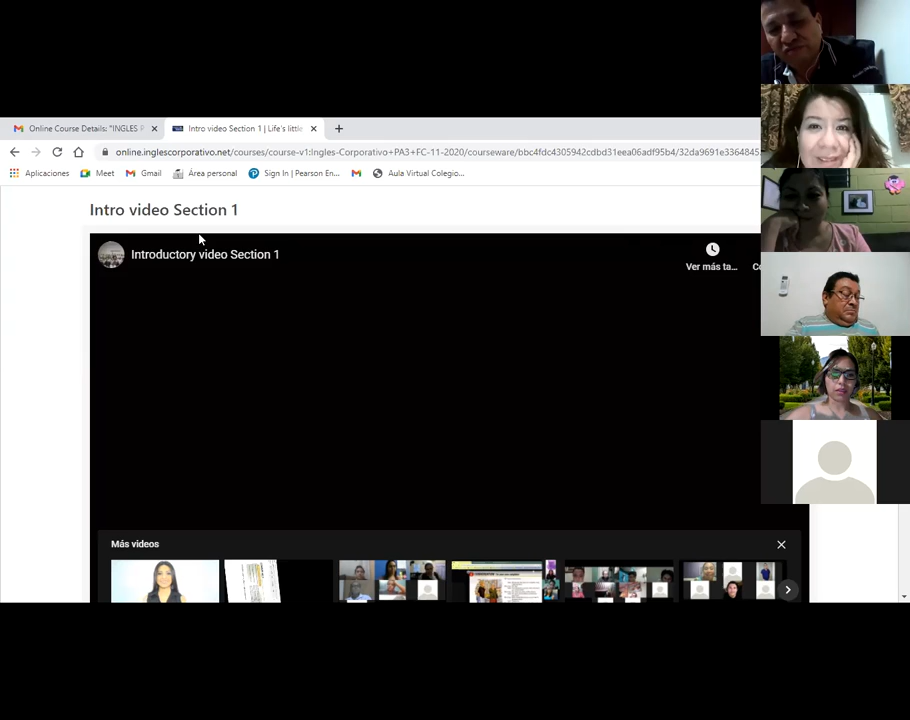 Online Course Details: "INGLES P
Intro video Section 1 | Life's little
online.inglescorporativo.net/courses/course-v1:Ingles-Corporativo+PA3+FC-11-2020/courseware/bbc4fdc4305942cdbd31eea06adf95b4/32da9691e3364845
Aplicaciones Meet Gmail Área personal Sign In | Pearson En... Aula Virtual Colegio...
Intro video Section 1
Introductory video Section 1
Ver más ta...
Co
Más videos